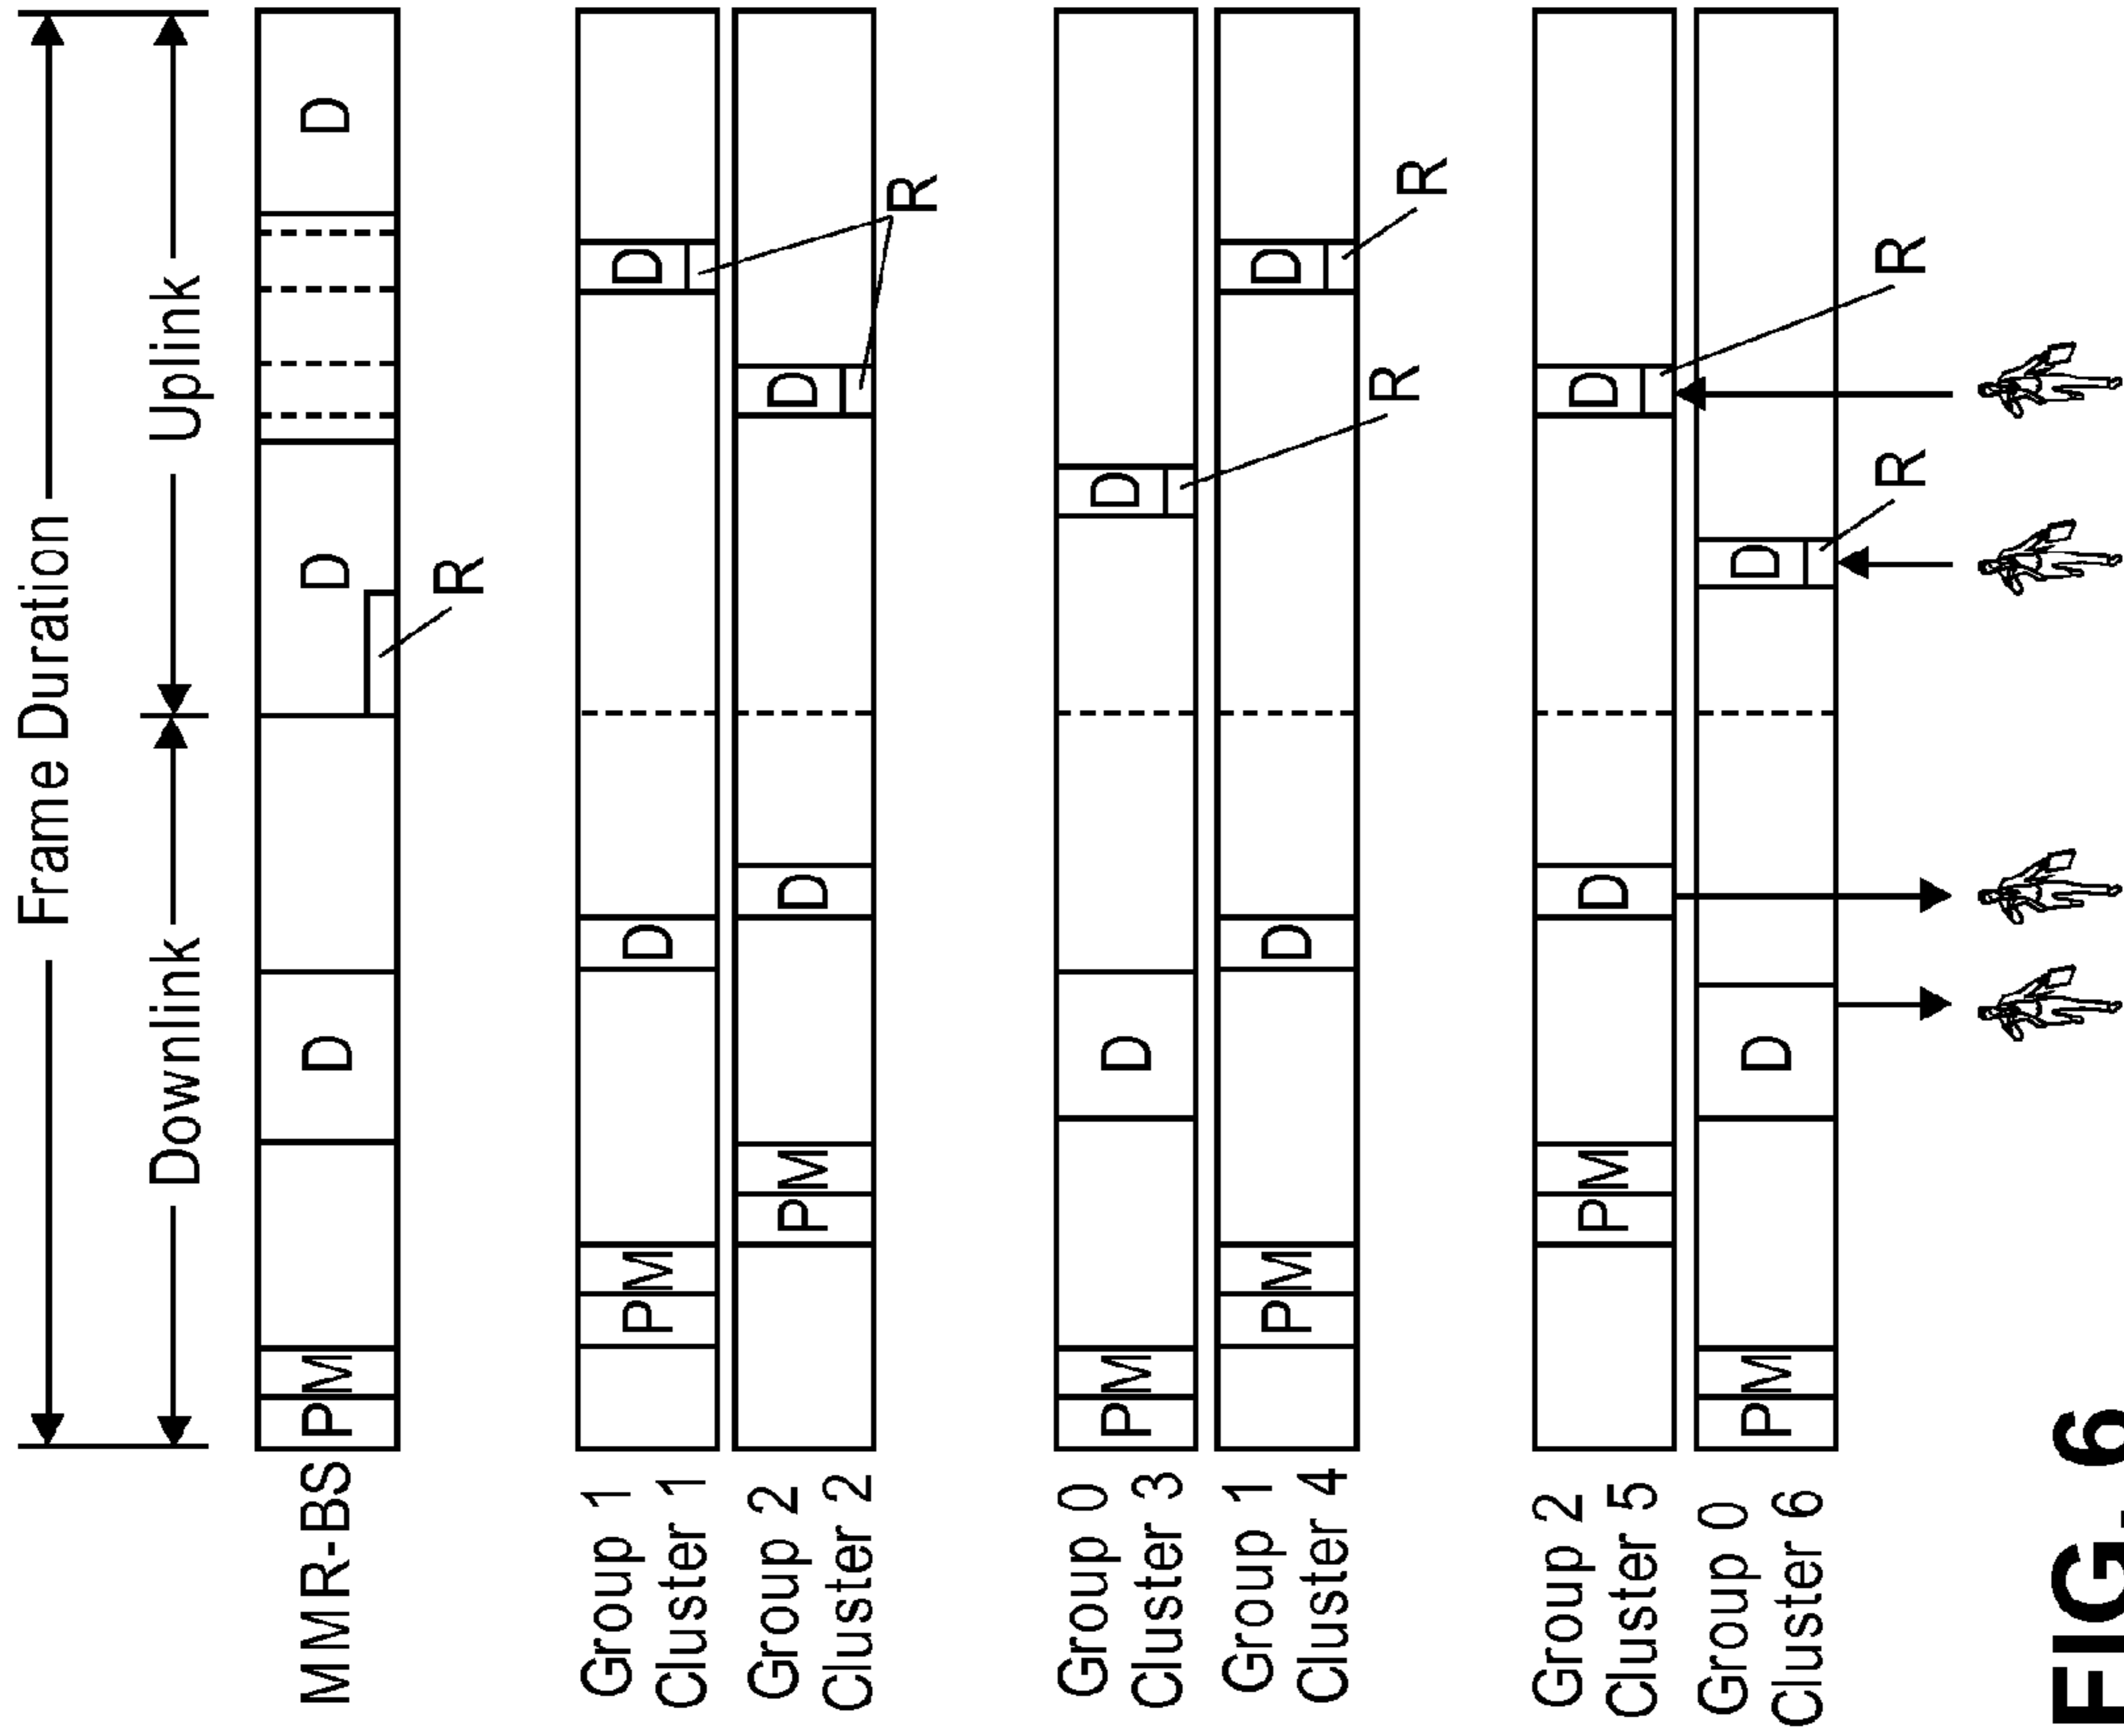 Frame Duration
Downlink
Uplink
MMR-BS
P
M
D
D
D
R
Group 1
Cluster 1
P
M
D
D
Group 2
Cluster 2
P
M
D
D
R
Group 0
Cluster 3
P
M
D
D
R
Group 1
Cluster 4
P
M
D
D
R
Group 2
Cluster 5
P
M
D
D
R
Group 0
Cluster 6
P
M
D
D
R
FIG. 6